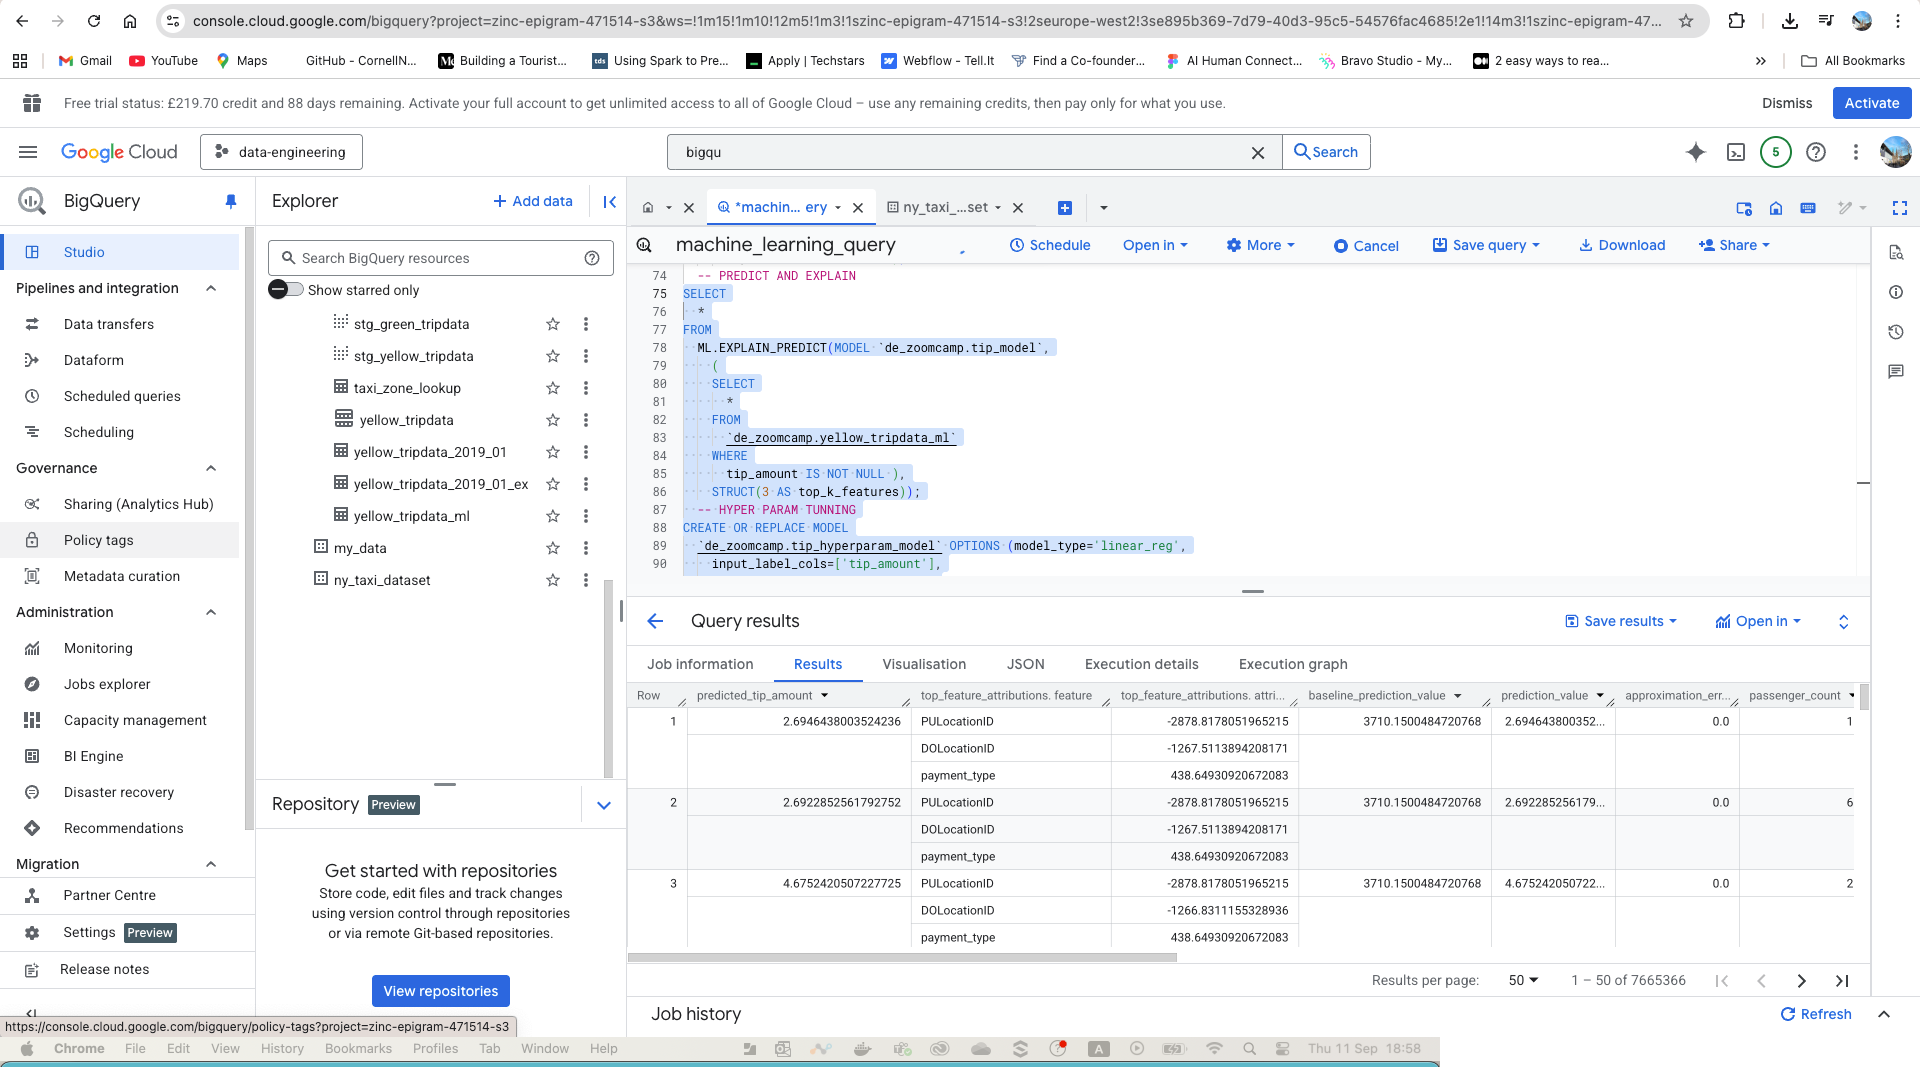 console.cloud.google.com/bigquery?project=zinc-epigram-471514-s3&ws=!1m15!1m10!12m5!1m3!1szinc-epigram-471514-s3!2seurope-west2!3se895b369-7d79-40d3-95c5-54576fac4685!2e1!14m3!1szinc-epigram-47...
Gmail YouTube Maps GitHub - CornellN... Building a Tourist... Using Spark to Pre... Apply | Techstars Webflow - Tell.It Find a Co-founder... AI Human Connect... Bravo Studio - My... 2 easy ways to rea... » All Bookmarks
Free trial status: £219.70 credit and 88 days remaining. Activate your full account to get unlimited access to all of Google Cloud – use any remaining credits, then pay only for what you use. Dismiss Activate
Google Cloud data-engineering bigqu Search 5
BigQuery
Studio
Pipelines and integration
Data transfers
Dataform
Scheduled queries
Scheduling
Governance
Sharing (Analytics Hub)
Policy tags
Metadata curation
Administration
Monitoring
Jobs explorer
Capacity management
BI Engine
Disaster recovery
Recommendations
Migration
Partner Centre
Settings Preview
Release notes
https://console.cloud.google.com/bigquery/policy-tags?project=zinc-epigram-471514-s3
Explorer + Add data
Search BigQuery resources
Show starred only
stg_green_tripdata
stg_yellow_tripdata
taxi_zone_lookup
yellow_tripdata
yellow_tripdata_2019_01
yellow_tripdata_2019_01_ex
yellow_tripdata_ml
my_data
ny_taxi_dataset
Repository Preview
Get started with repositories
Store code, edit files and track changes
using version control through repositories
or via remote Git-based repositories.
View repositories
*machin... ery ny_taxi_...set
machine_learning_query Schedule Open in More Cancel Save query Download Share
74 -- PREDICT AND EXPLAIN
75 SELECT
76 *
77 FROM
78 ML.EXPLAIN_PREDICT(MODEL `de_zoomcamp.tip_model`,
79 (
80 SELECT
81 *
82 FROM
83 `de_zoomcamp.yellow_tripdata_ml`
84 WHERE
85 tip_amount IS NOT NULL ),
86 STRUCT(3 AS top_k_features));
87 -- HYPER PARAM TUNNING
88 CREATE OR REPLACE MODEL
89 `de_zoomcamp.tip_hyperparam_model` OPTIONS (model_type='linear_reg',
90 input_label_cols=['tip_amount'],
Query results Save results Open in
Job information Results Visualisation JSON Execution details Execution graph
Row predicted_tip_amount top_feature_attributions. feature top_feature_attributions. attri... baseline_prediction_value prediction_value approximation_err... passenger_count
1 2.6946438003524236 PULocationID -2878.8178051965215 3710.1500484720768 2.694643800352... 0.0 1
DOLocationID -1267.5113894208171
payment_type 438.64930920672083
2 2.6922852561792752 PULocationID -2878.8178051965215 3710.1500484720768 2.692285256179... 0.0 6
DOLocationID -1267.5113894208171
payment_type 438.64930920672083
3 4.6752420507227725 PULocationID -2878.8178051965215 3710.1500484720768 4.675242050722... 0.0 2
DOLocationID -1266.8311155328936
payment_type 438.64930920672083
Results per page: 50 1 – 50 of 7665366
Job history Refresh
Chrome File Edit View History Bookmarks Profiles Tab Window Help A Thu 11 Sep 18:58